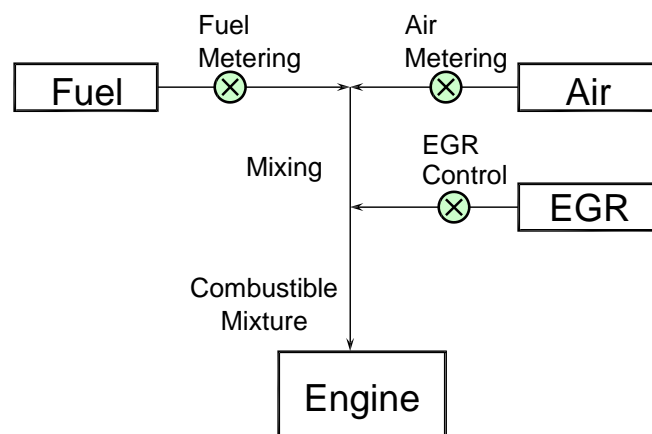 Fuel
Metering
Air
Metering
Fuel
Air
EGR
Control
Mixing
EGR
Combustible
Mixture
Engine